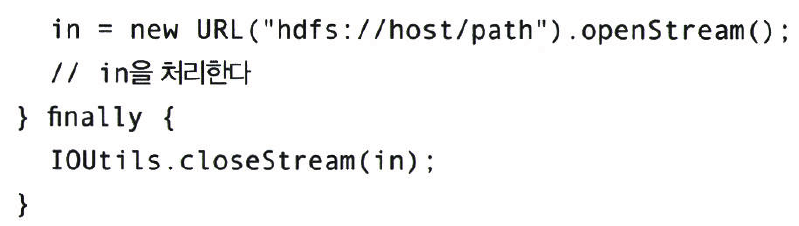 in = new URL("hdfs://host/path").openStream();
// in을 처리한다
} finally {
IOUtils.closeStream(in);
}